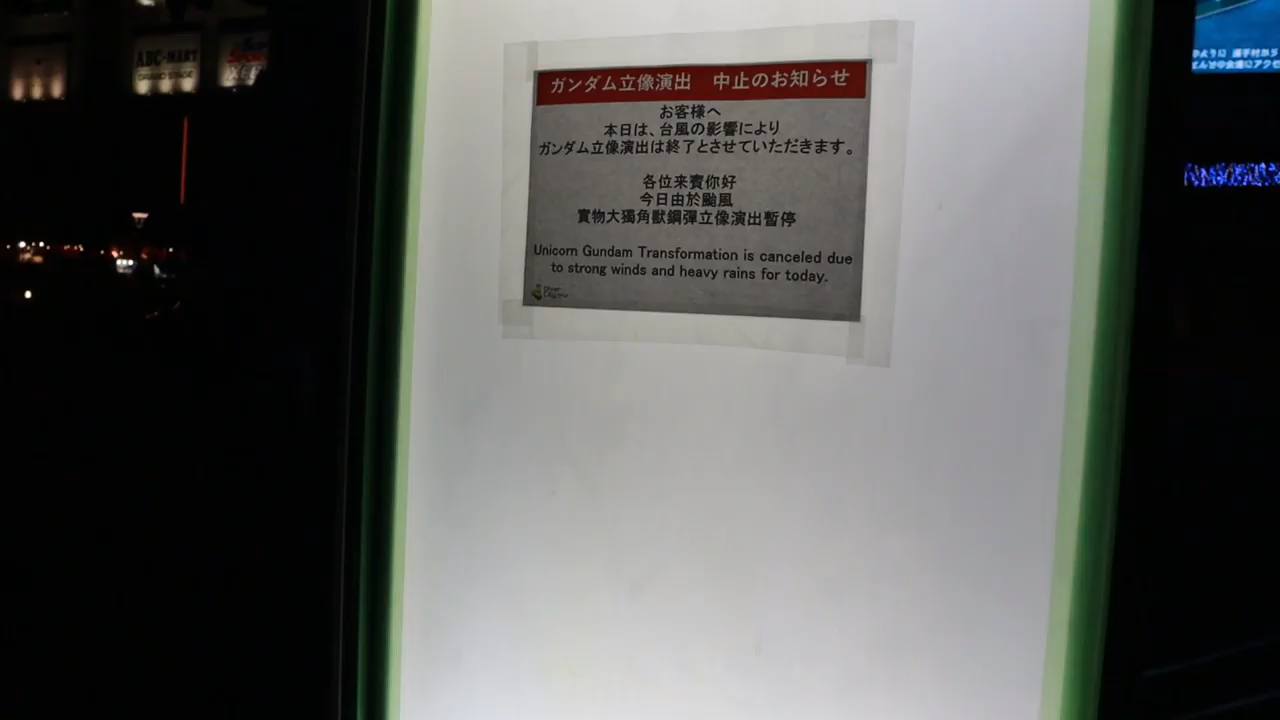 ABC-MART
GRAND STAGE
ガンダム立像演出 中止のお知らせ
お客様へ
本日は、台風の影響により
ガンダム立像演出は終了とさせていただきます。
各位来賓你好
今日由於颱風
實物大獨角獸鋼彈立像演出暫停
Unicorn Gundam Transformation is canceled due
to strong winds and heavy rains for today.
Diver
City